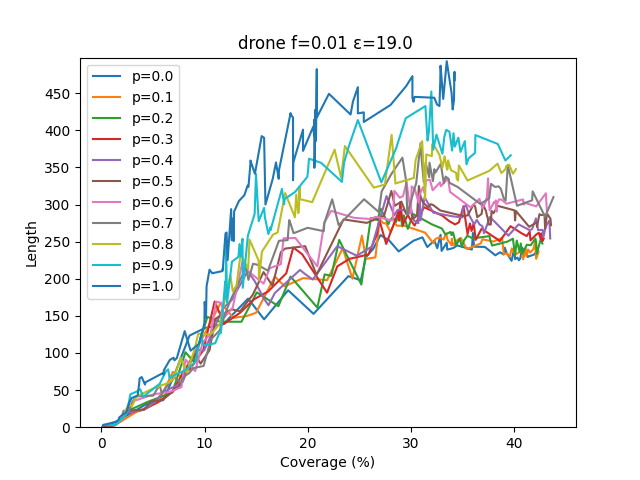 drone f=0.01 ε=19.0
Length
450
400
350
300
250
200
150
100
50
0
p=0.0
p=0.1
p=0.2
p=0.3
p=0.4
p=0.5
p=0.6
p=0.7
p=0.8
p=0.9
p=1.0
0 10 20 30 40
Coverage (%)